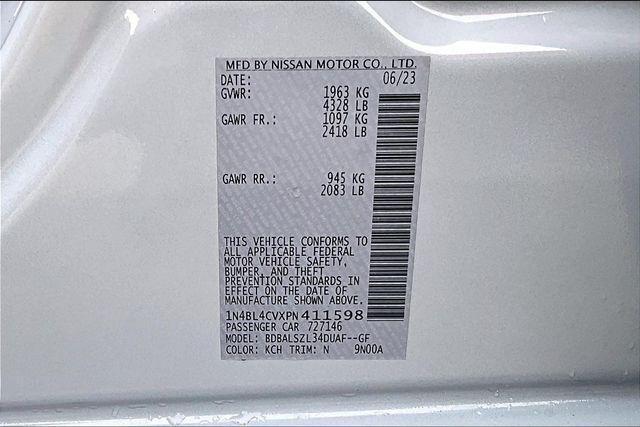 MFD BY NISSAN MOTOR CO., LTD.
DATE: 06/23
GVWR: 1963 KG
4328 LB
GAWR FR.: 1097 KG
2418 LB
GAWR RR.: 945 KG
2083 LB
THIS VEHICLE CONFORMS TO
ALL APPLICABLE FEDERAL
MOTOR VEHICLE SAFETY,
BUMPER, AND THEFT
PREVENTION STANDARDS IN
EFFECT ON THE DATE OF
MANUFACTURE SHOWN ABOVE.
1N4BL4CVXPN411598
PASSENGER CAR 727146
MODEL: BDBALSZL34DUAF--GF
COLOR: KCH TRIM: N 9N00A